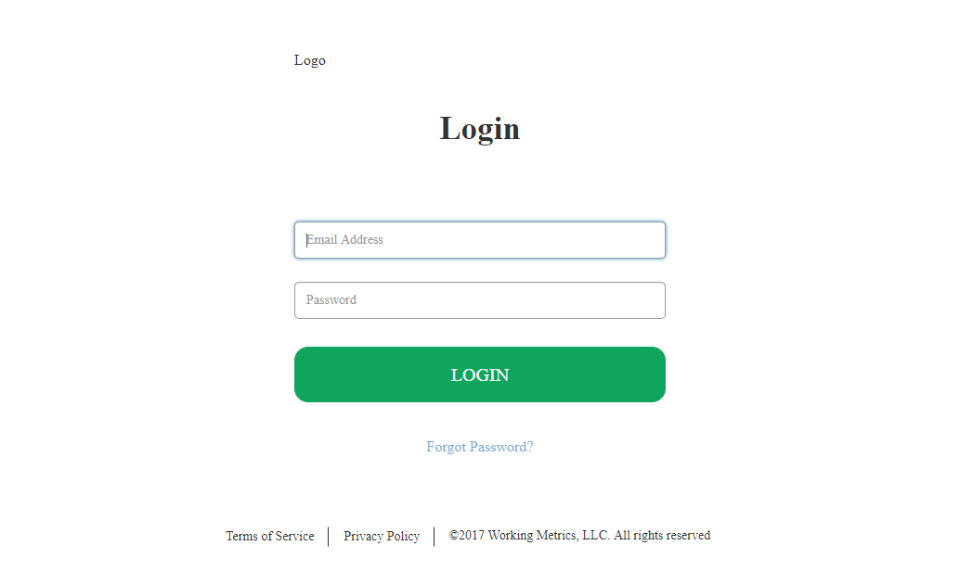 Logo
Login
Email Address
Password
LOGIN
Forgot Password?
Terms of Service | Privacy Policy | ©2017 Working Metrics, LLC. All rights reserved